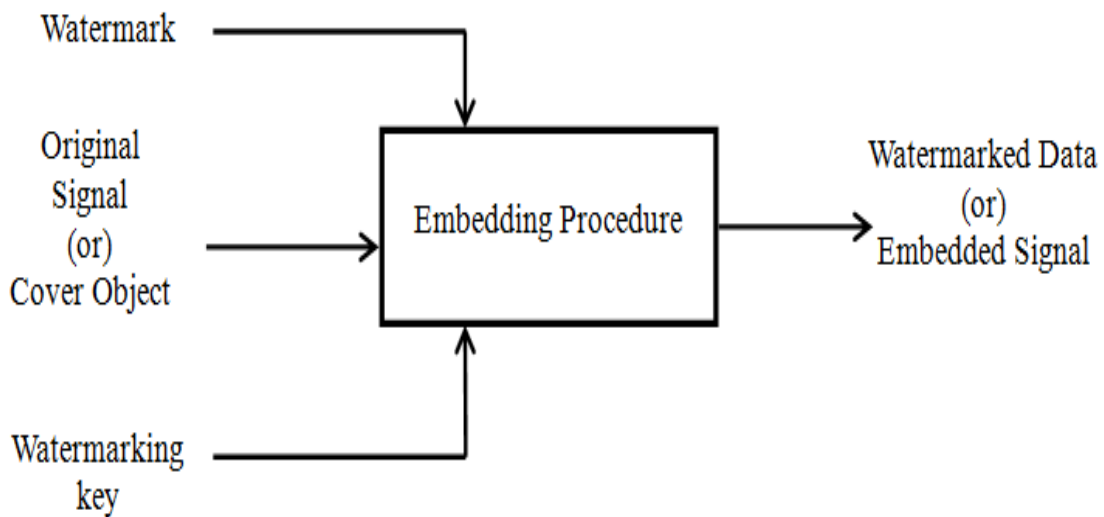 Watermark
Original
Signal
(or)
Cover Object
Embedding Procedure
Watermarked Data
(or)
Embedded Signal
Watermarking
key